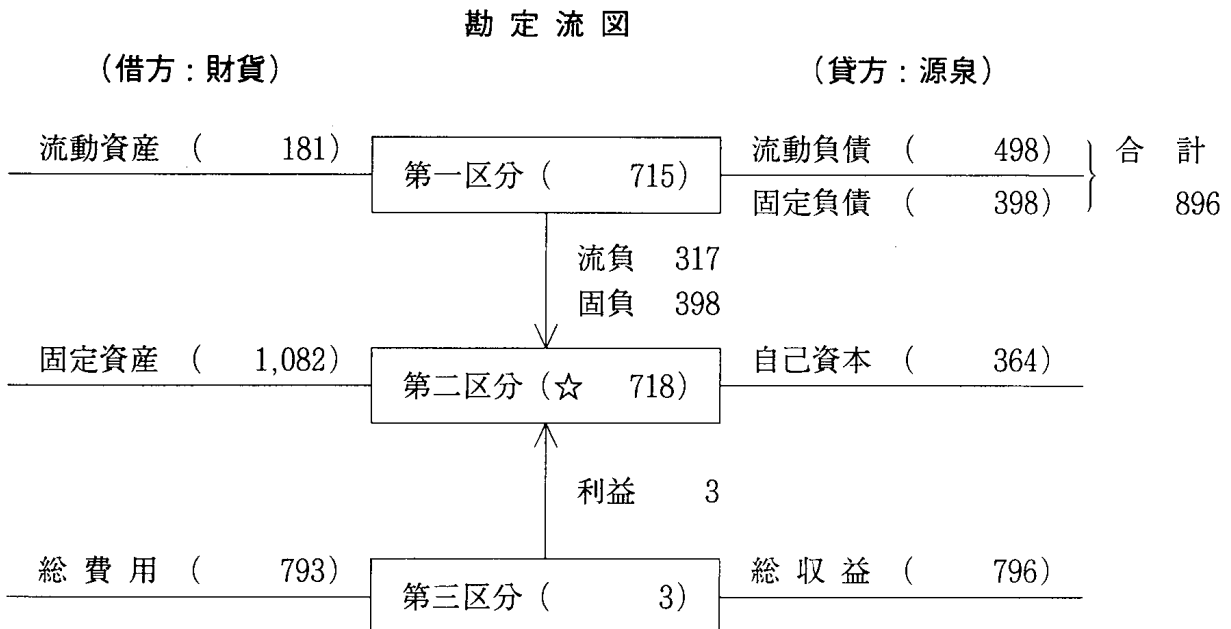 勘定流図
（借方：財貨） （貸方：源泉）
流動資産 （ 181） 第一区分（ 715） 流動負債 （ 498） 合計
固定負債 （ 398） 896
流負 317
固負 398
固定資産 （ 1,082） 第二区分（☆ 718） 自己資本 （ 364）
利益 3
総費用 （ 793） 第三区分（ 3） 総収益 （ 796）